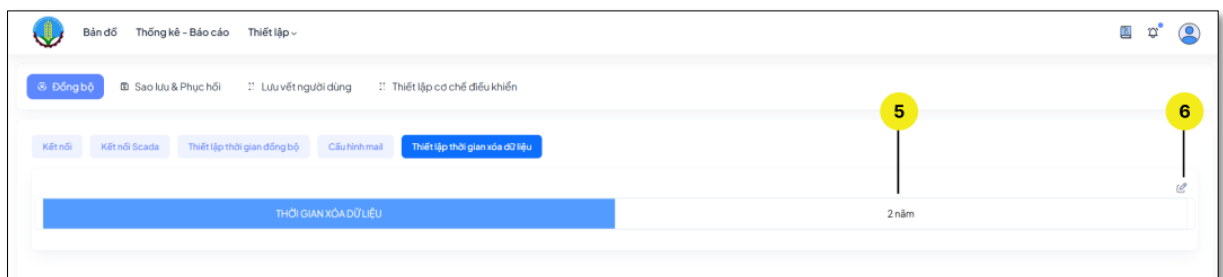 Bản đồ Thống kê - Báo cáo Thiết lập
Đồng bộ Sao lưu & Phục hồi Lưu vết người dùng Thiết lập cơ chế điều khiển
5 6
Kết nối Kết nối Scada Thiết lập thời gian đồng bộ Cấu hình mail Thiết lập thời gian xóa dữ liệu
THỜI GIAN XÓA DỮ LIỆU 2 năm